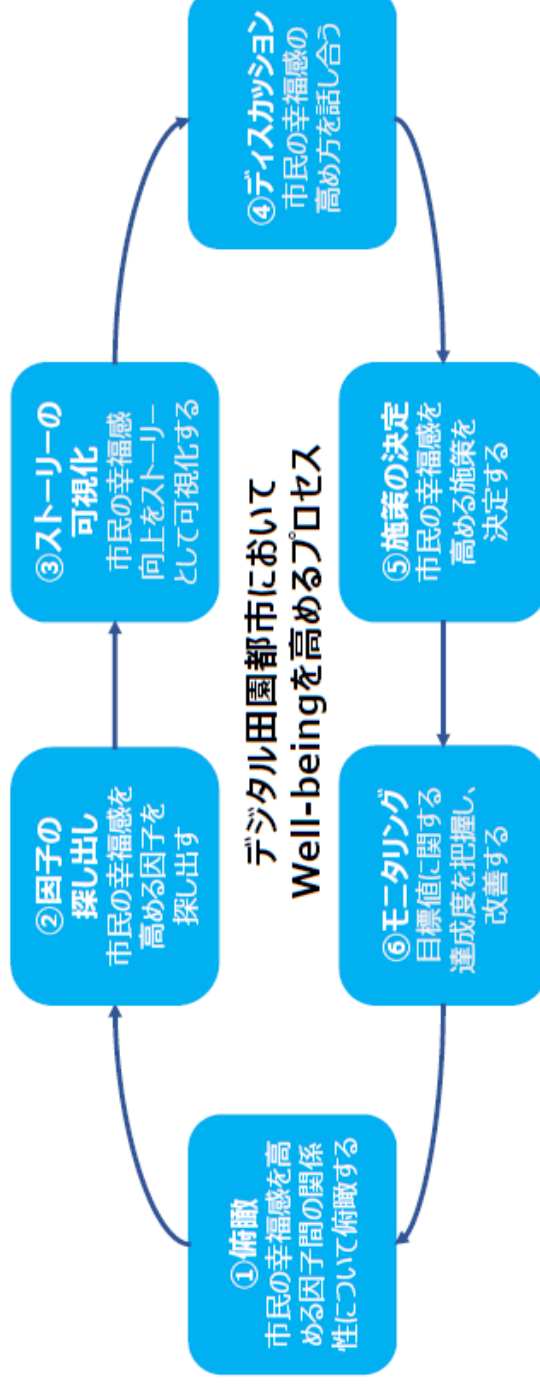 デジタル田園都市において
Well-beingを高めるプロセス
①俯瞰
市民の幸福感を高
める因子間の関係
性について俯瞰する
②因子の
探し出し
市民の幸福感を
高める因子を
探し出す
③ストーリーの
可視化
市民の幸福感
向上をストーリー
として可視化する
④ディスカッション
市民の幸福感の
高め方を話し合う
⑤施策の決定
市民の幸福感を
高める施策を
決定する
⑥モニタリング
目標値に関する
達成度を把握し、
改善する